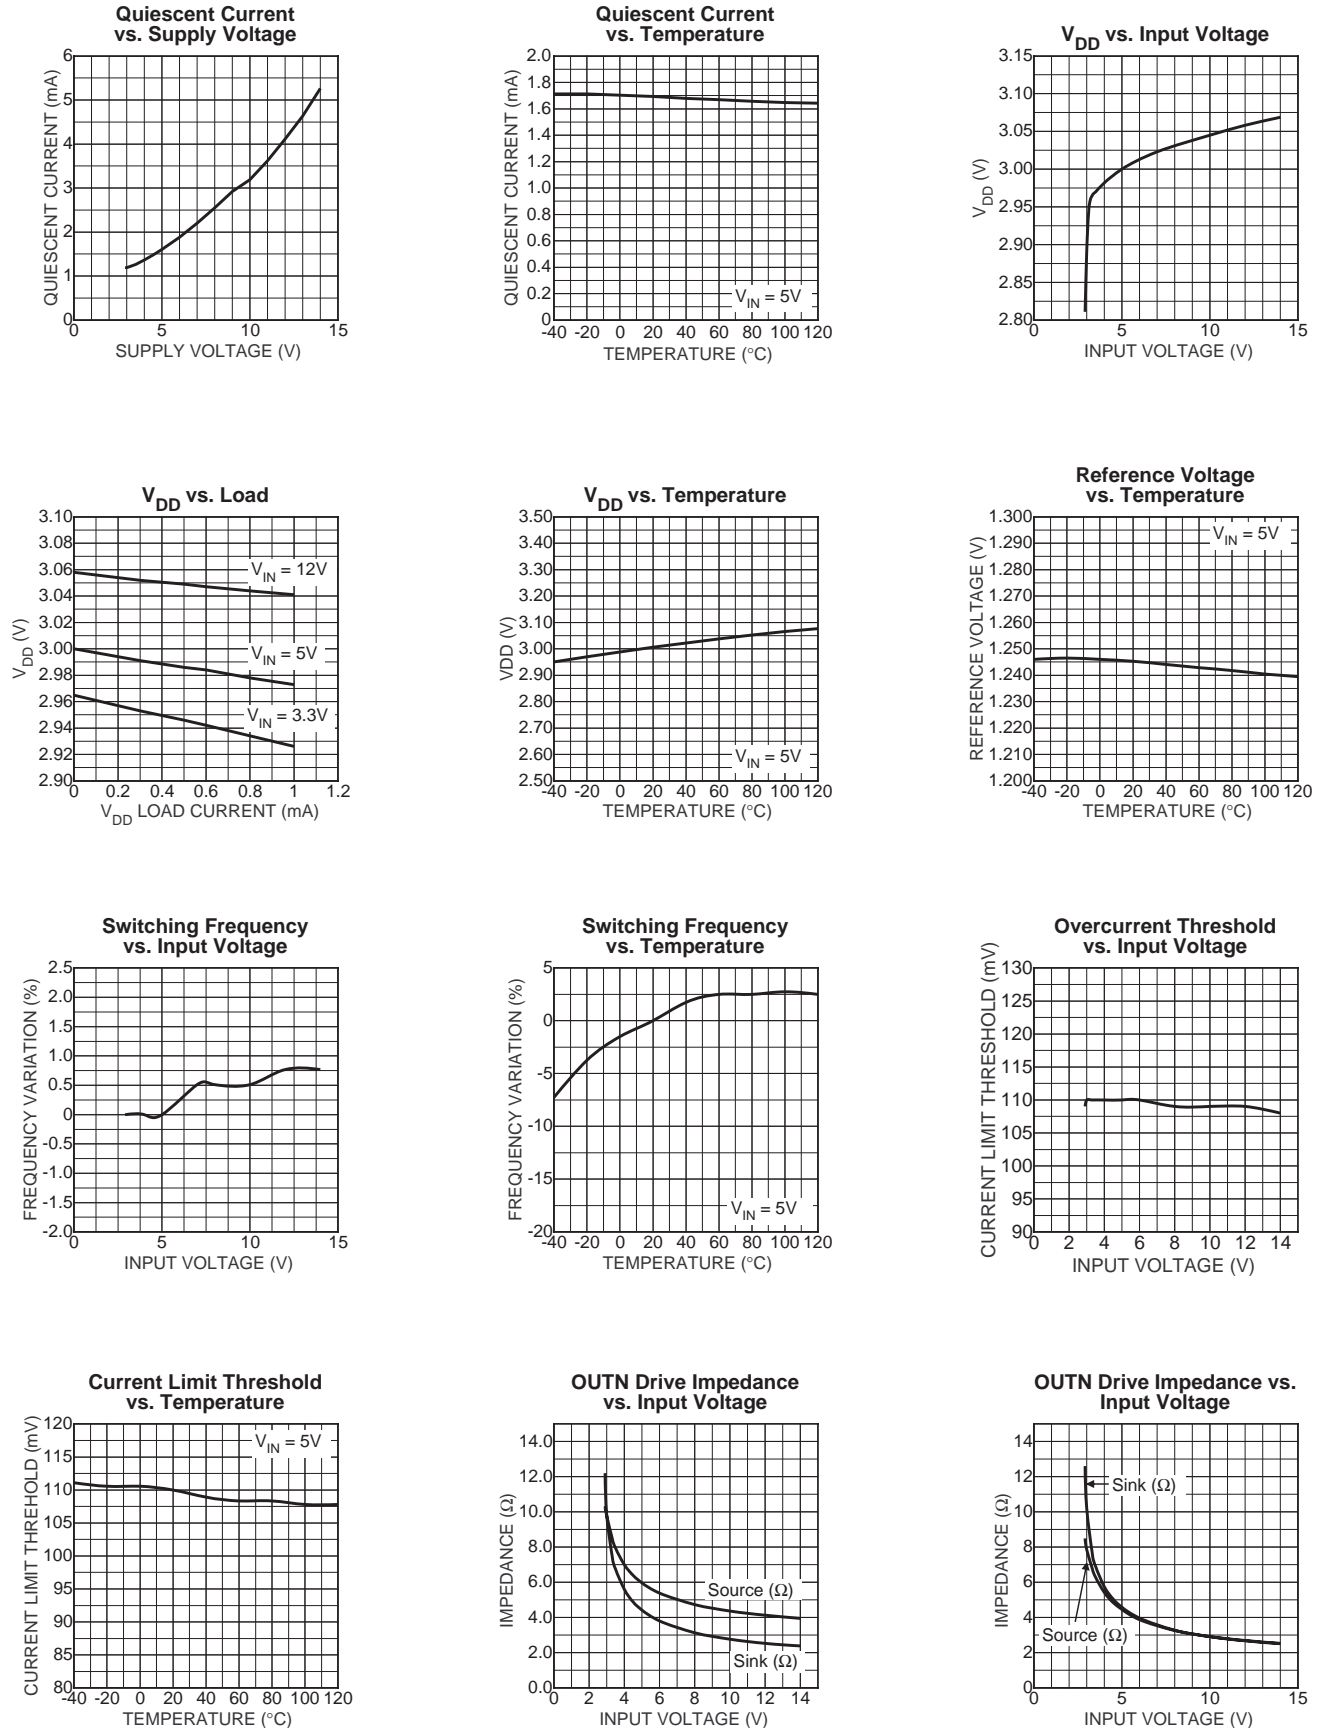 Quiescent Current
vs. Supply Voltage
QUIESCENT CURRENT (mA)
6
5
4
3
2
1
0
0 5 10 15
SUPPLY VOLTAGE (V)
Quiescent Current
vs. Temperature
QUIESCENT CURRENT (mA)
2.0
1.8
1.6
1.4
1.2
1.0
0.8
0.6
0.4
0.2
0
VIN = 5V
-40 -20 0 20 40 60 80 100 120
TEMPERATURE (°C)
VDD vs. Input Voltage
VDD (V)
3.15
3.10
3.05
3.00
2.95
2.90
2.85
2.80
0 5 10 15
INPUT VOLTAGE (V)
VDD vs. Load
VDD (V)
3.10
3.08
3.06
3.04
3.02
3.00
2.98
2.96
2.94
2.92
2.90
VIN = 12V
VIN = 5V
VIN = 3.3V
0 0.2 0.4 0.6 0.8 1 1.2
VDD LOAD CURRENT (mA)
VDD vs. Temperature
VDD (V)
3.50
3.40
3.30
3.20
3.10
3.00
2.90
2.80
2.70
2.60
2.50
VIN = 5V
-40 -20 0 20 40 60 80 100 120
TEMPERATURE (°C)
Reference Voltage
vs. Temperature
REFERENCE VOLTAGE (V)
1.300
1.290
1.280
1.270
1.260
1.250
1.240
1.230
1.220
1.210
1.200
VIN = 5V
-40 -20 0 20 40 60 80 100 120
TEMPERATURE (°C)
Switching Frequency
vs. Input Voltage
FREQUENCY VARIATION (%)
2.5
2.0
1.5
1.0
0.5
0
-0.5
-1.0
-1.5
-2.0
0 5 10 15
INPUT VOLTAGE (V)
Switching Frequency
vs. Temperature
FREQUENCY VARIATION (%)
5
0
-5
-10
-15
-20
VIN = 5V
-40 -20 0 20 40 60 80 100 120
TEMPERATURE (°C)
Overcurrent Threshold
vs. Input Voltage
CURRENT LIMIT THRESHOLD (mV)
130
125
120
115
110
105
100
95
90
0 2 4 6 8 10 12 14
INPUT VOLTAGE (V)
Current Limit Threshold
vs. Temperature
CURRENT LIMIT THREHOLD (mV)
120
115
110
105
100
95
90
85
80
VIN = 5V
-40 -20 0 20 40 60 80 100 120
TEMPERATURE (°C)
OUTN Drive Impedance
vs. Input Voltage
IMPEDANCE (Ω)
14.0
12.0
10.0
8.0
6.0
4.0
2.0
0.0
Source (Ω)
Sink (Ω)
0 2 4 6 8 10 12 14
INPUT VOLTAGE (V)
OUTN Drive Impedance vs.
Input Voltage
IMPEDANCE (Ω)
14
12
10
8
6
4
2
0
Sink (Ω)
Source (Ω)
0 5 10 15
INPUT VOLTAGE (V)